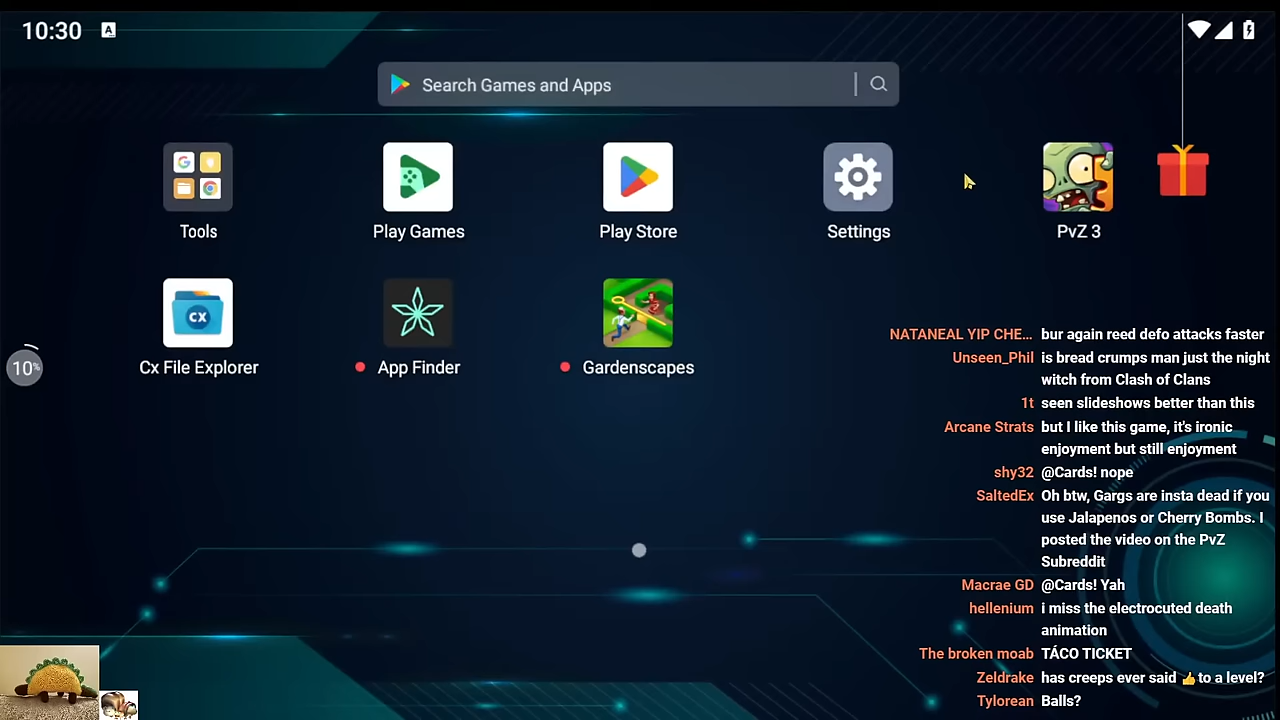 10:30
A
Search Games and Apps
Tools
Play Games
Play Store
Settings
PvZ 3
CX
Cx File Explorer
App Finder
Gardenscapes
10%
NATANEAL YIP CHE... bur again reed defo attacks faster
Unseen_Phil is bread crumps man just the night
witch from Clash of Clans
1t seen slideshows better than this
Arcane Strats but I like this game, it's ironic
enjoyment but still enjoyment
shy32 @Cards! nope
SaltedEx Oh btw, Gargs are insta dead if you
use Jalapenos or Cherry Bombs. I
posted the video on the PvZ
Subreddit
Macrae GD @Cards! Yah
hellenium i miss the electrocuted death
animation
The broken moab TÁCO TICKET
Zeldrake has creeps ever said 👍to a level?
Tylorean Balls?